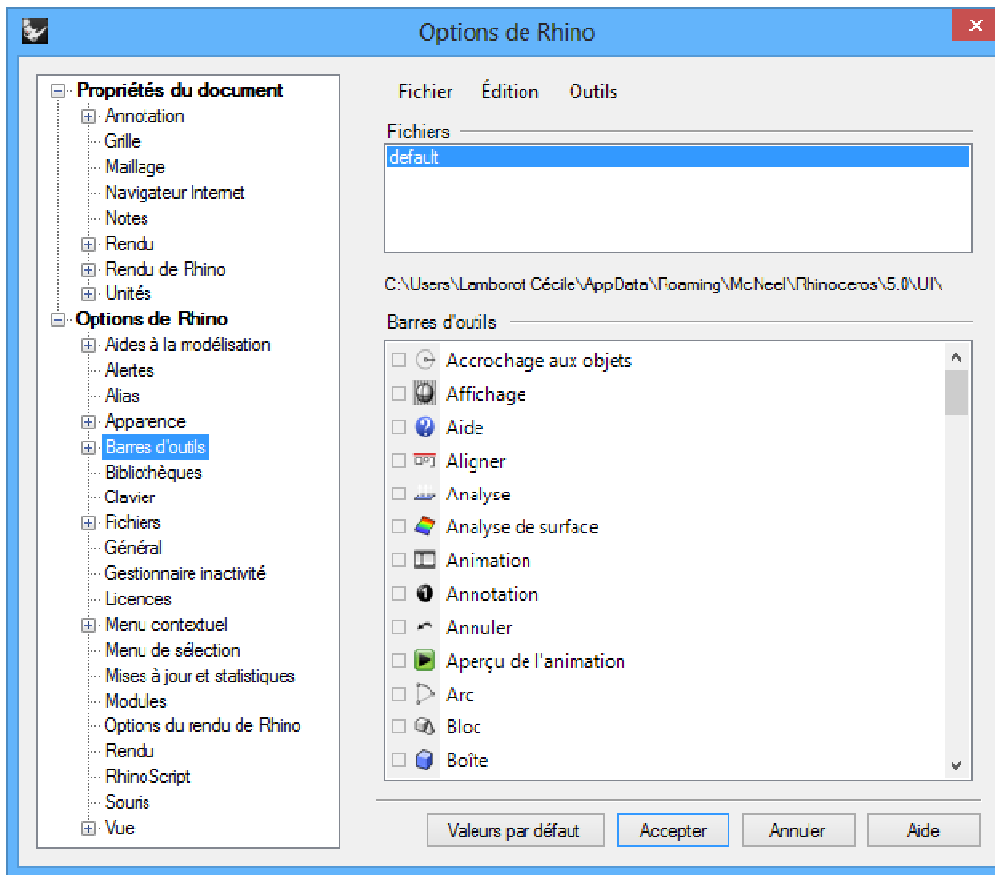 Options de Rhino
Propriétés du document
Annotation
Grille
Maillage
Navigateur Internet
Notes
Rendu
Rendu de Rhino
Unités
Options de Rhino
Aides à la modélisation
Alertes
Alias
Apparence
Barres d'outils
Bibliothèques
Clavier
Fichiers
Général
Gestionnaire inactivité
Licences
Menu contextuel
Menu de sélection
Mises à jour et statistiques
Modules
Options du rendu de Rhino
Rendu
RhinoScript
Souris
Vue
Fichier Édition Outils
Fichiers
default
C:\Users\Lamborot Cécile\AppData\Roaming\McNeel\Rhinoceros\5.0\UI\
Barres d'outils
Accrochage aux objets
Affichage
Aide
Aligner
Analyse
Analyse de surface
Animation
Annotation
Annuler
Aperçu de l'animation
Arc
Bloc
Boîte
Valeurs par défaut Accepter Annuler Aide